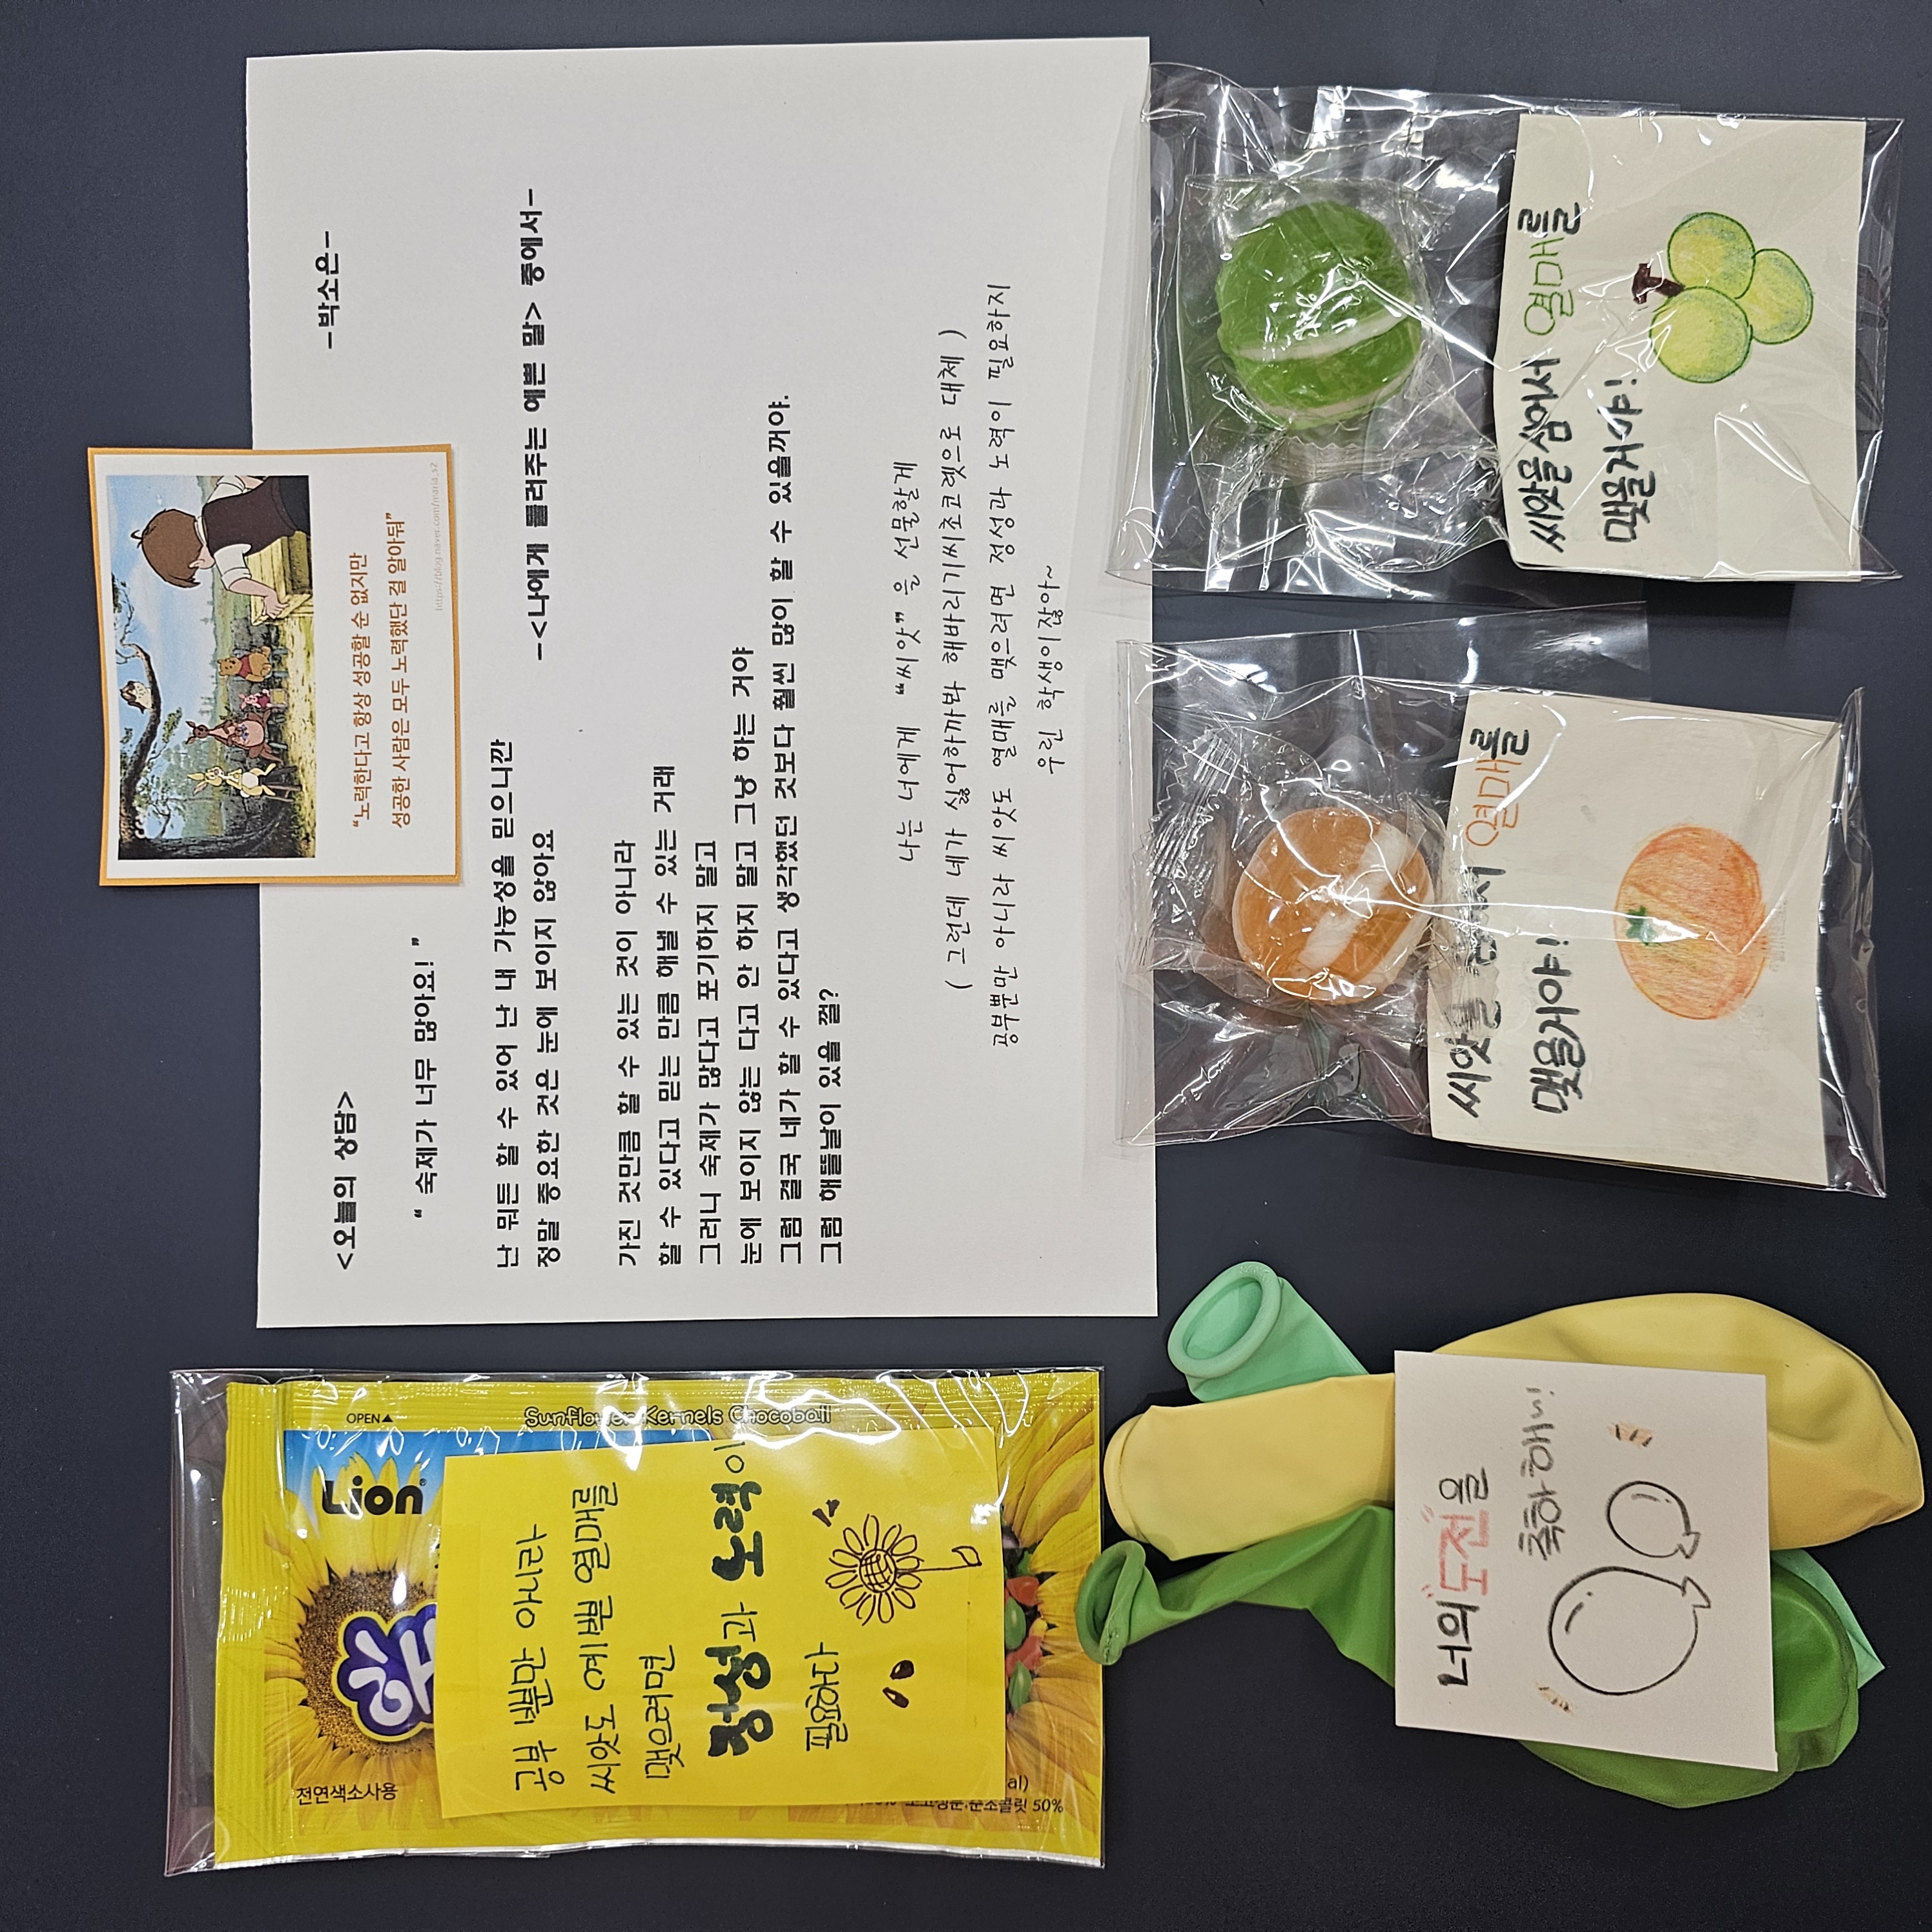 <오늘의 상담>
-박소은-
“ 숙제가 너무 많아요! ”
난 뭐든 할 수 있어 난 내 가능성을 믿으니깐
정말 중요한 것은 눈에 보이지 않아요
-<나에게 들려주는 예쁜 말> 중에서-
가진 것만큼 할 수 있는 것이 아니라
할 수 있다고 믿는 만큼 해낼 수 있는 거래
그러니 숙제가 많다고 포기하지 말고
눈에 보이지 않는 다고 안 하지 말고 그냥 하는 거야
그럼 결국 네가 할 수 있다고 생각했던 것보다 훨씬 많이 할 수 있을꺼야.
그럼 해뜰날이 있을 껄?
나는 너에게 “씨앗” 을 선물할게
( 그런데 네가 싫어하까봐 해바리기씨초코렛으로 대체 )
공부뿐만 아니라 씨앗도 열매를 맺으려면 정성과 노력이 필요하지
우린 학생이잖아~
“노력한다고 항상 성공할 순 없지만
성공한 사람은 모두 노력했단 걸 알아둬”
https://blog.naver.com/maria_s2
OPEN▲
Sunflower Kernels Chocoball
Lion
천연색소사용
50%
공부 뿐만 아니라
씨앗도 예쁜 열매를
맺으려면
정성과 노력이
필요하다
너의 "도전"을
축하해!!
씨앗을 심어서 열매를
맺을거야!
씨앗을 심어서 열매를
맺을거야!